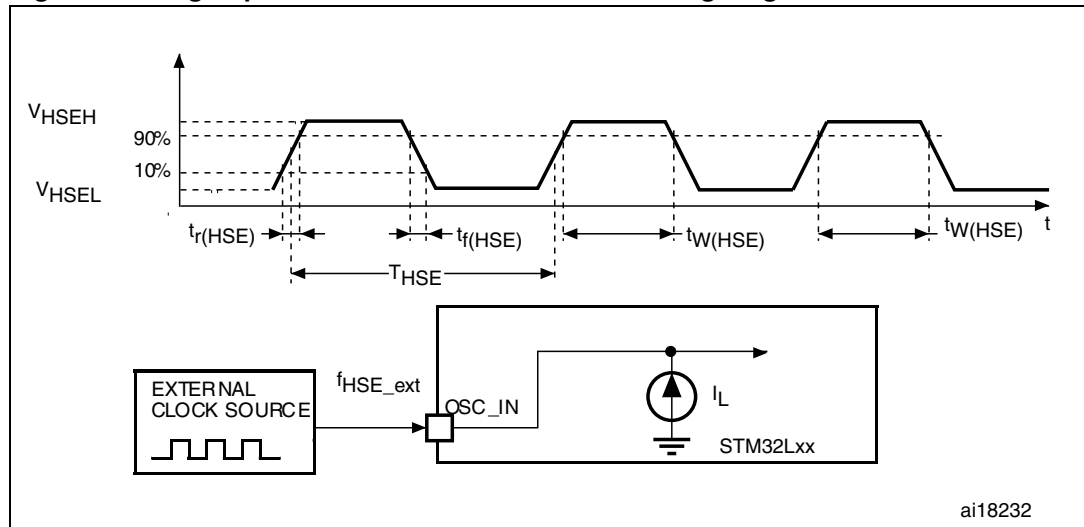 VHSEH
90%
10%
VHSEL
tr(HSE)
tf(HSE)
tW(HSE)
tW(HSE)
t
THSE
EXTERNAL
CLOCK SOURCE
fHSE_ext
OSC_IN
IL
STM32Lxx
ai18232